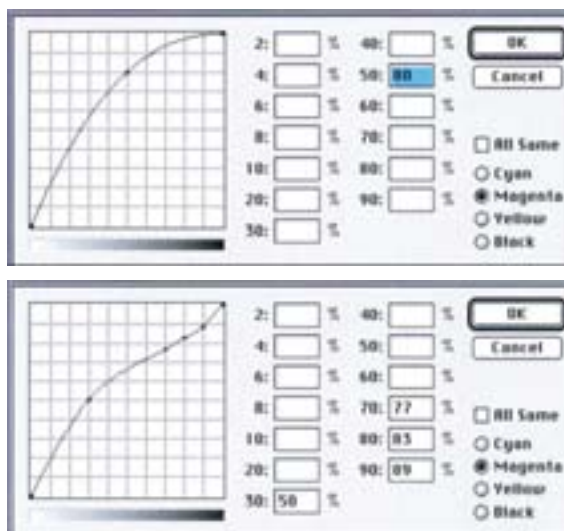 2: % 40: % OK
4: % 50: 80 % Cancel
6: % 60: %
8: % 70: % All Same
10: % 80: % Cyan
20: % 90: % Magenta
30: % Yellow
Black
2: % 40: % OK
4: % 50: % Cancel
6: % 60: %
8: % 70: 77 % All Same
10: % 80: 83 % Cyan
20: % 90: 89 % Magenta
30: 50 % Yellow
Black